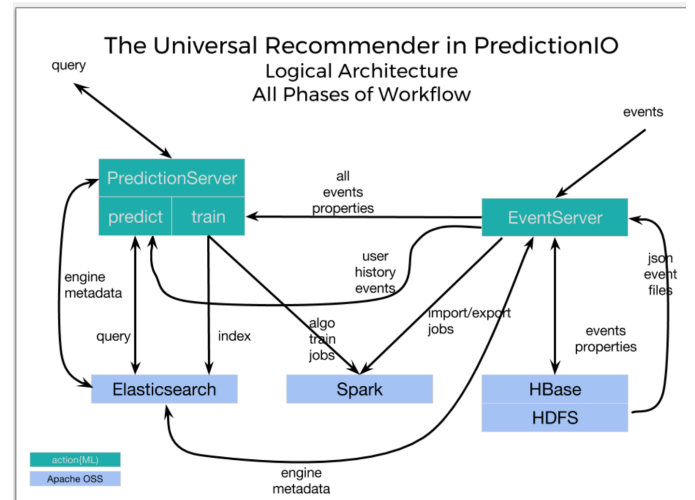 The Universal Recommender in PredictionIO
Logical Architecture
All Phases of Workflow
query
events
PredictionServer
predict
train
all
events
properties
EventServer
user
history
events
json
event
files
engine
metadata
query
index
algo
train
jobs
import/export
jobs
events
properties
Elasticsearch
Spark
HBase
HDFS
engine
metadata
action{ML}
Apache OSS